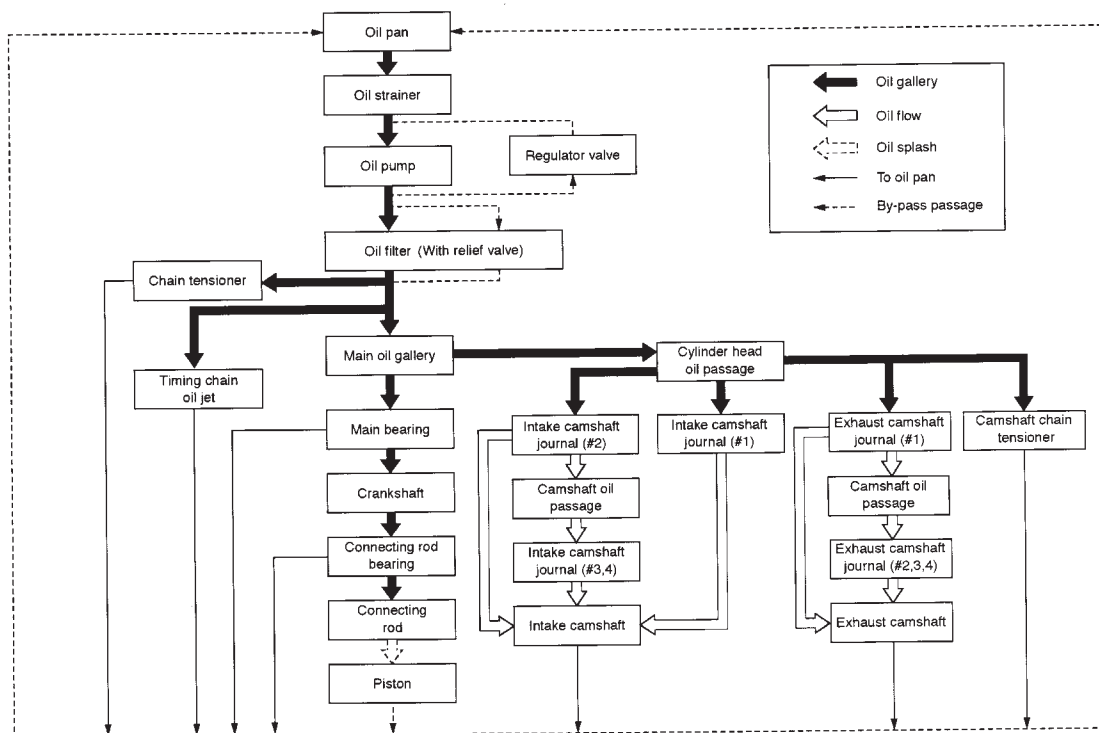 Oil pan
Oil strainer
Oil pump
Regulator valve
Oil filter (With relief valve)
Oil gallery
Oil flow
Oil splash
To oil pan
By-pass passage
Chain tensioner
Timing chain
oil jet
Main oil gallery
Cylinder head
oil passage
Main bearing
Intake camshaft
journal (#2)
Intake camshaft
journal (#1)
Exhaust camshaft
journal (#1)
Camshaft chain
tensioner
Crankshaft
Camshaft oil
passage
Camshaft oil
passage
Connecting rod
bearing
Intake camshaft
journal (#3,4)
Exhaust camshaft
journal (#2,3,4)
Connecting
rod
Intake camshaft
Exhaust camshaft
Piston